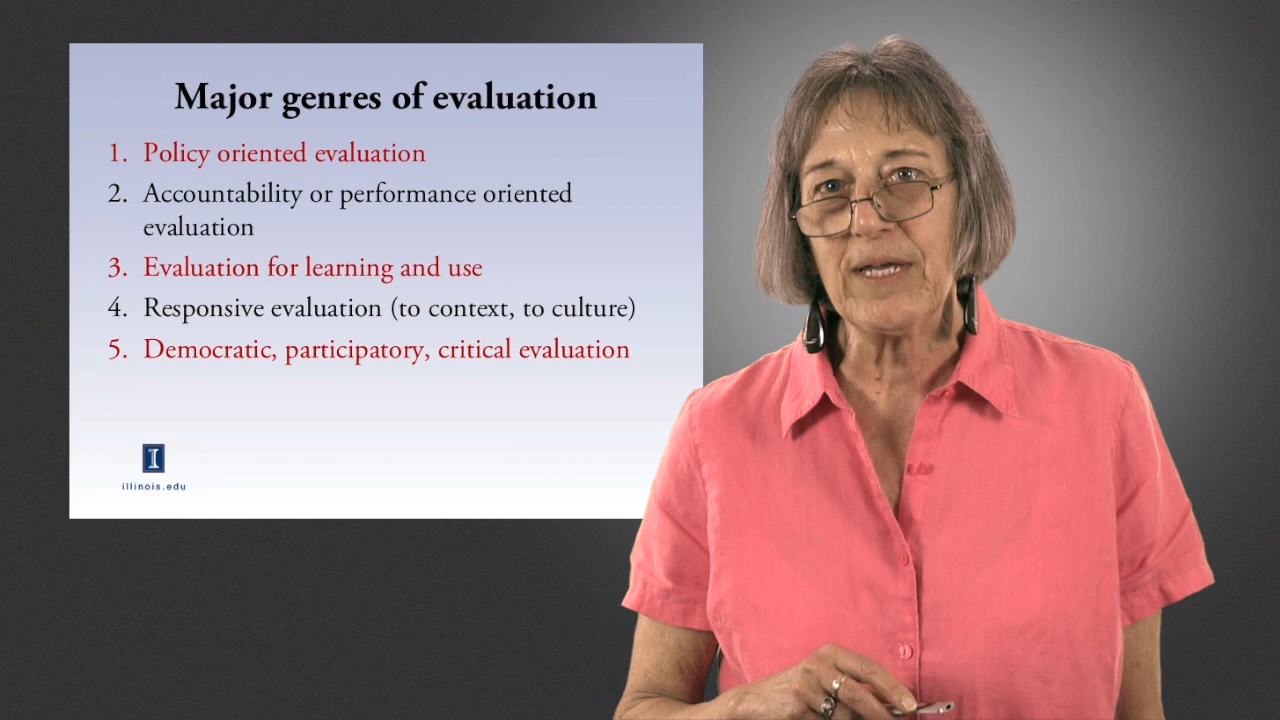 Major genres of evaluation
1. Policy oriented evaluation
2. Accountability or performance oriented
evaluation
3. Evaluation for learning and use
4. Responsive evaluation (to context, to culture)
5. Democratic, participatory, critical evaluation
I
illinois.edu